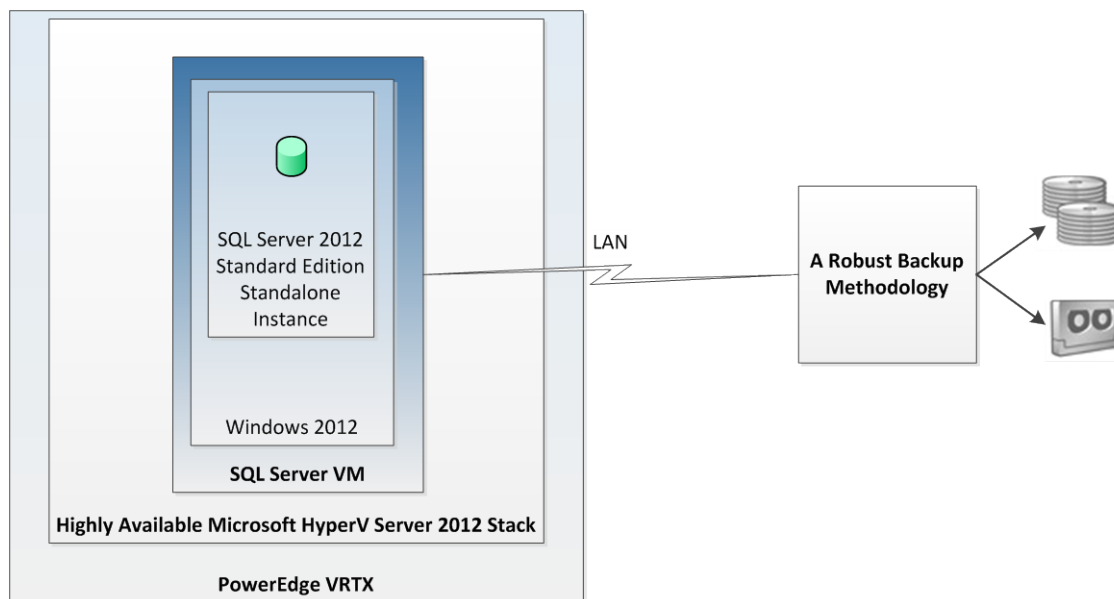 SQL Server 2012
Standard Edition
Standalone
Instance
Windows 2012
SQL Server VM
Highly Available Microsoft HyperV Server 2012 Stack
PowerEdge VRTX
LAN
A Robust Backup
Methodology